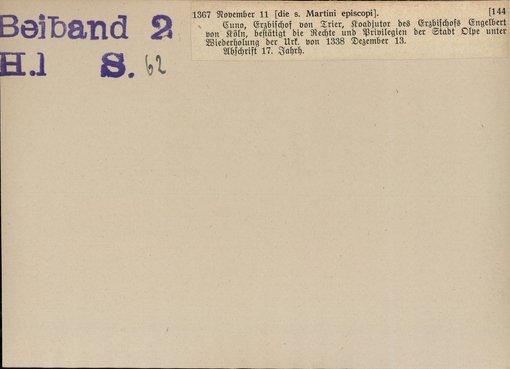 Beiband 2
H.1 S. 62
1367 November 11 [die s. Martini episcopi]. [144
Cuno, Erzbischof von Trier, Koadjutor des Erzbischofs Engelbert
von Köln, bestätigt die Rechte und Privilegien der Stadt Olpe unter
Wiederholung der Urk. von 1338 Dezember 13.
Abschrift 17. Jahrh.